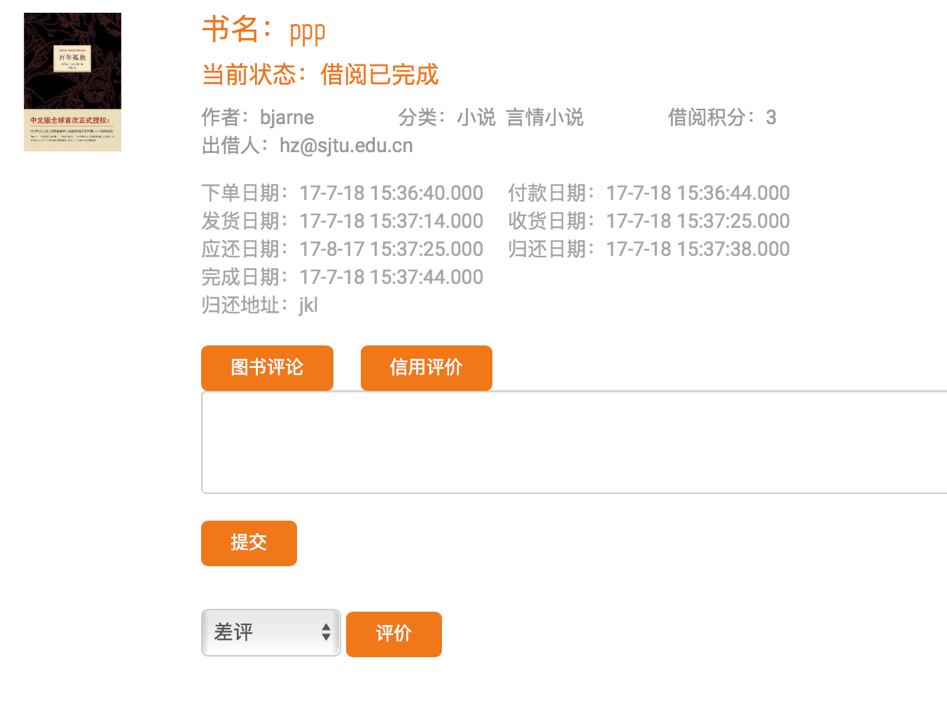 百年孤独
中文版全球首次正式授权!
书名：ppp
当前状态：借阅已完成
作者：bjarne 分类：小说 言情小说 借阅积分：3
出借人：hz@sjtu.edu.cn
下单日期：17-7-18 15:36:40.000 付款日期：17-7-18 15:36:44.000
发货日期：17-7-18 15:37:14.000 收货日期：17-7-18 15:37:25.000
应还日期：17-8-17 15:37:25.000 归还日期：17-7-18 15:37:38.000
完成日期：17-7-18 15:37:44.000
归还地址：jkl
图书评论 信用评价
提交
差评 评价